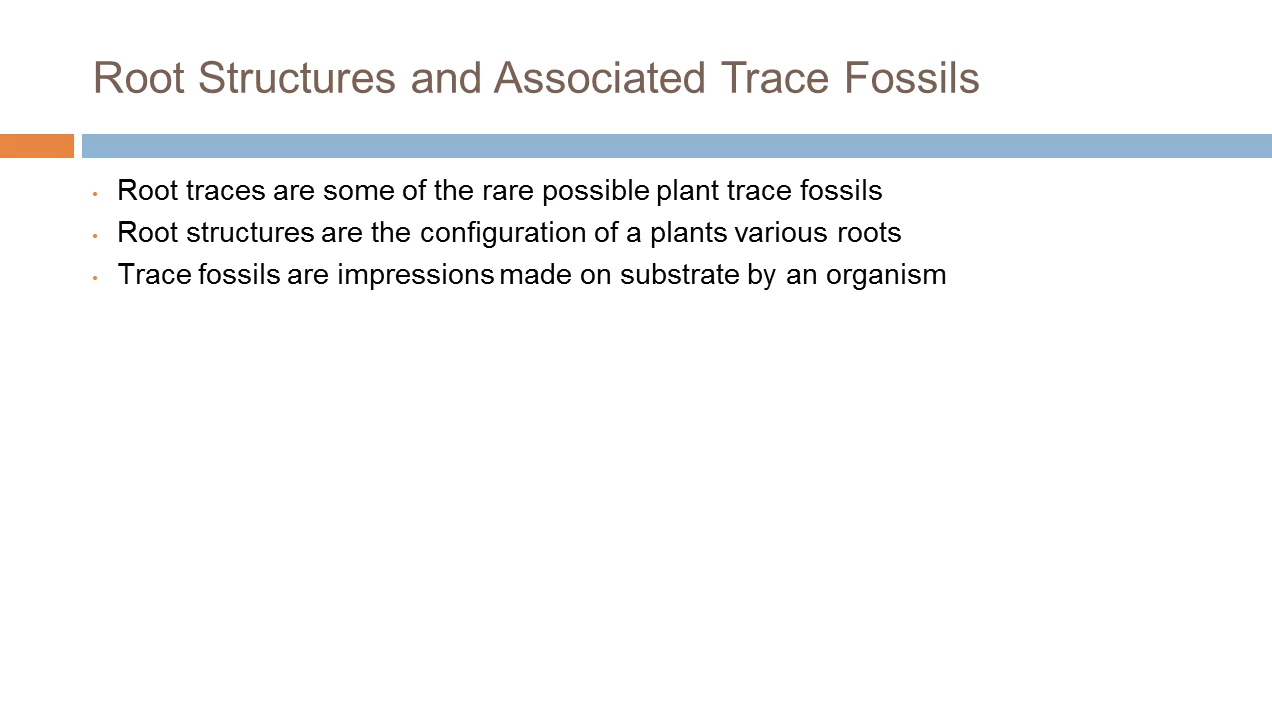 Root Structures and Associated Trace Fossils
• Root traces are some of the rare possible plant trace fossils
• Root structures are the configuration of a plants various roots
• Trace fossils are impressions made on substrate by an organism